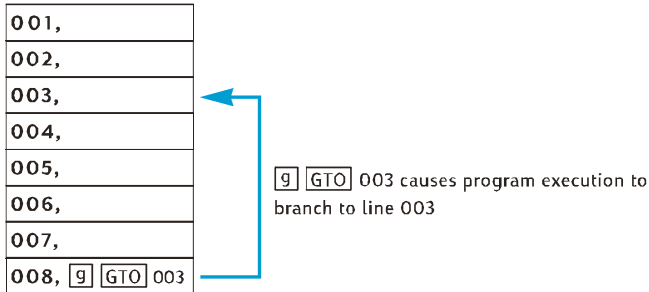 001,
002,
003,
004,
005,
006,
007,
008, g GTO 003
g GTO 003 causes program execution to
branch to line 003